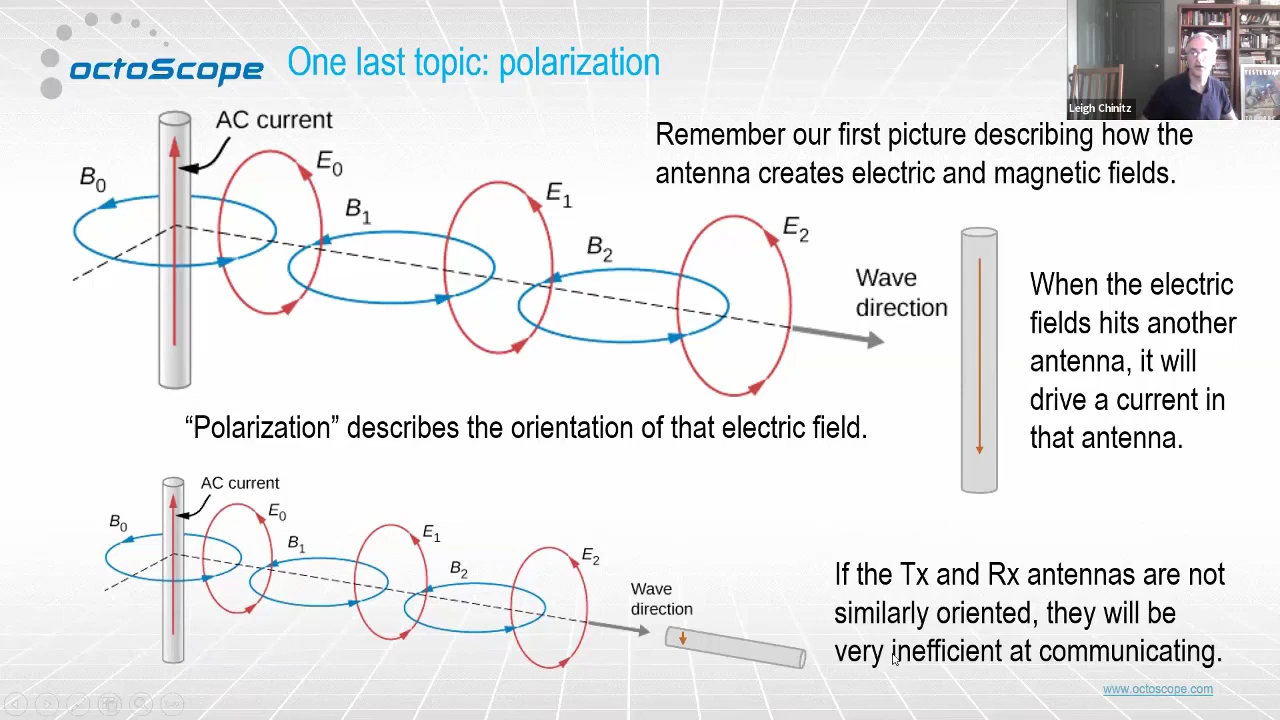 octoScope
One last topic: polarization
Leigh Chinitz
AC current
B0
E0
B1
E1
B2
E2
Wave
direction
Remember our first picture describing how the
antenna creates electric and magnetic fields.
When the electric
fields hits another
antenna, it will
drive a current in
that antenna.
“Polarization” describes the orientation of that electric field.
AC current
B0
E0
B1
E1
B2
E2
Wave
direction
If the Tx and Rx antennas are not
similarly oriented, they will be
very inefficient at communicating.
www.octoscope.com